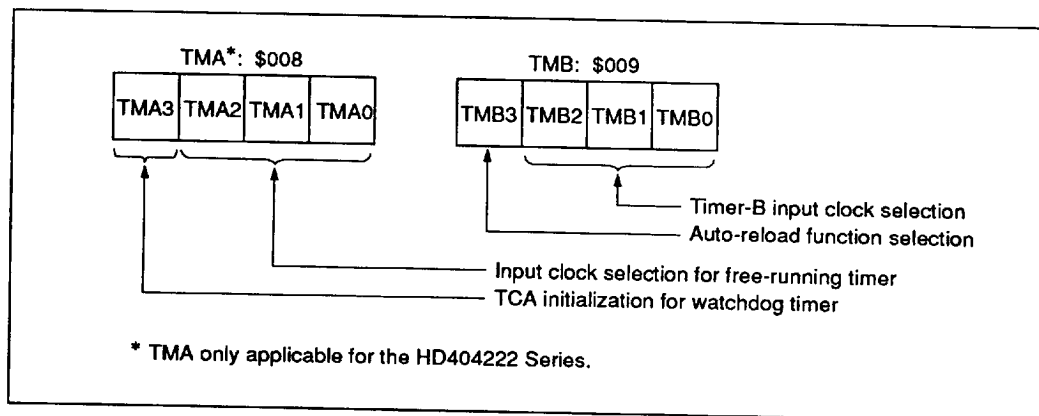 TMA*: $008
TMB: $009
TMA3 TMA2 TMA1 TMA0
TMB3 TMB2 TMB1 TMB0
Timer-B input clock selection
Auto-reload function selection
Input clock selection for free-running timer
TCA initialization for watchdog timer
* TMA only applicable for the HD404222 Series.